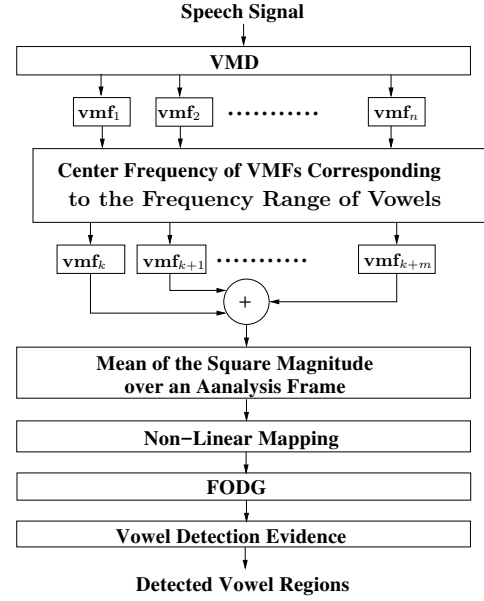 Speech Signal
VMD
vmf₁ vmf₂ ............ vmfₙ
Center Frequency of VMFs Corresponding
to the Frequency Range of Vowels
vmfₖ vmfₖ₊₁ ............ vmfₖ₊ₘ
+
Mean of the Square Magnitude
over an Aanalysis Frame
Non−Linear Mapping
FODG
Vowel Detection Evidence
Detected Vowel Regions